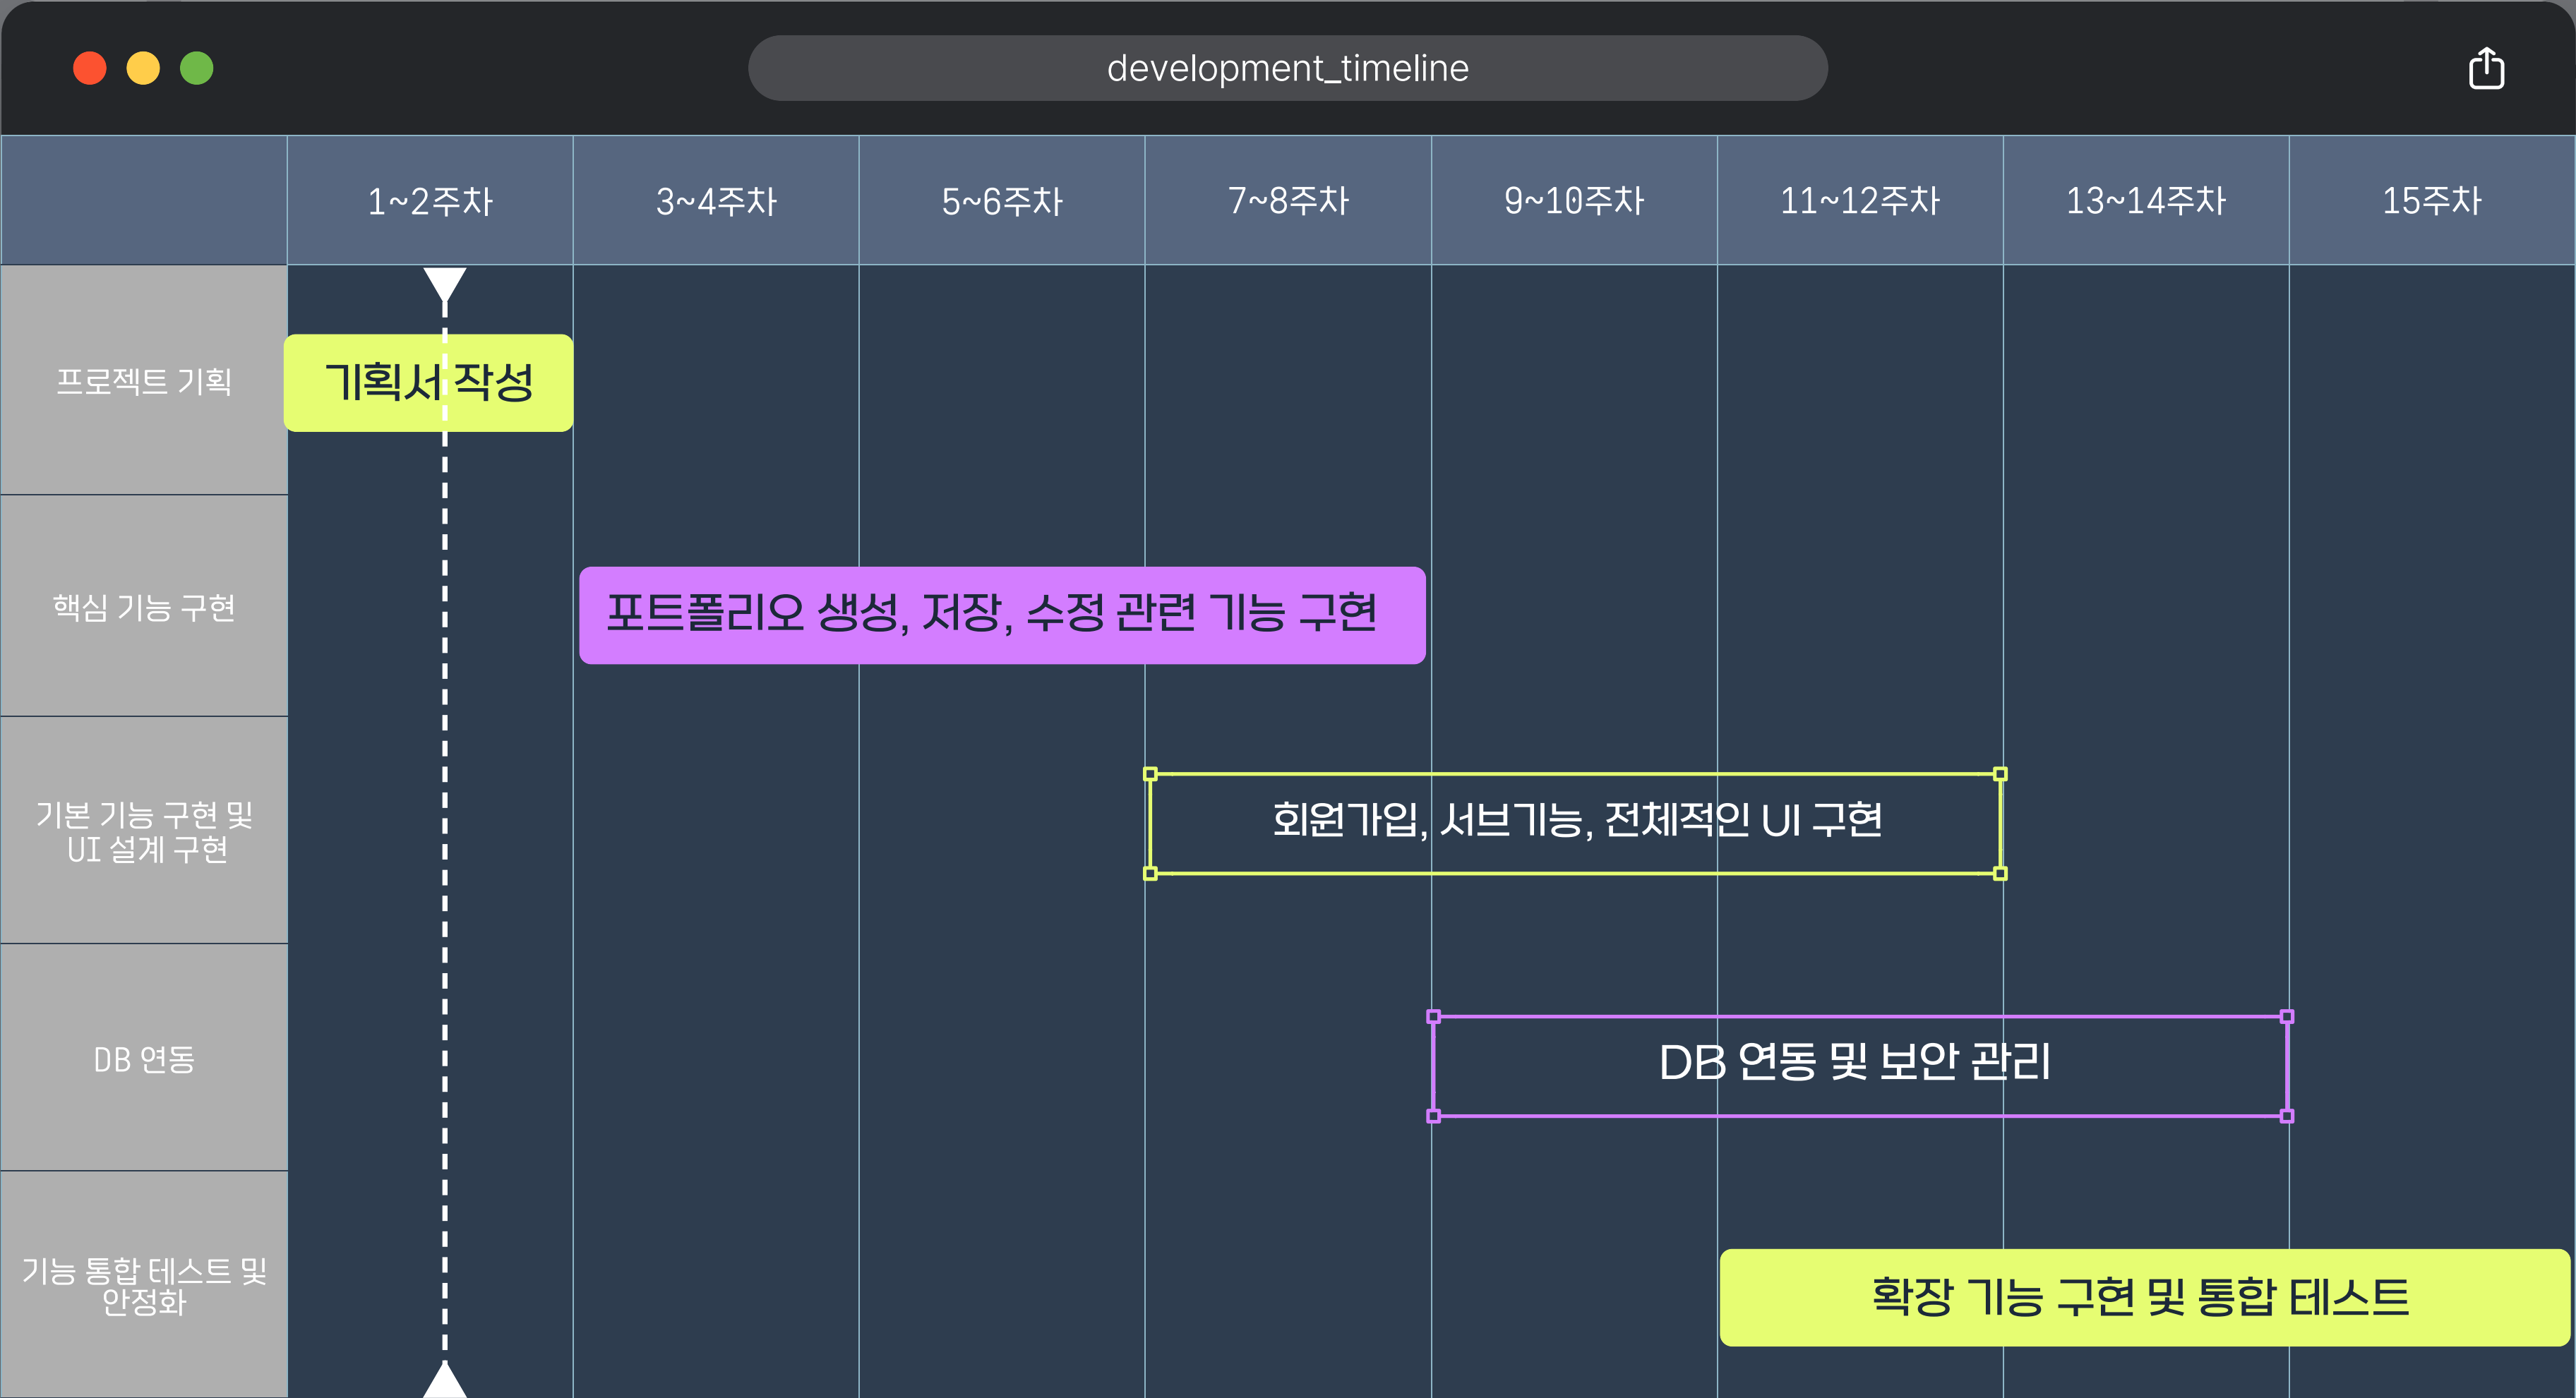 development_timeline
1~2주차
3~4주차
5~6주차
7~8주차
9~10주차
11~12주차
13~14주차
15주차
프로젝트 기획
기획서 작성
핵심 기능 구현
포트폴리오 생성, 저장, 수정 관련 기능 구현
기본 기능 구현 및
UI 설계 구현
회원가입, 서브기능, 전체적인 UI 구현
DB 연동
DB 연동 및 보안 관리
기능 통합 테스트 및
안정화
확장 기능 구현 및 통합 테스트